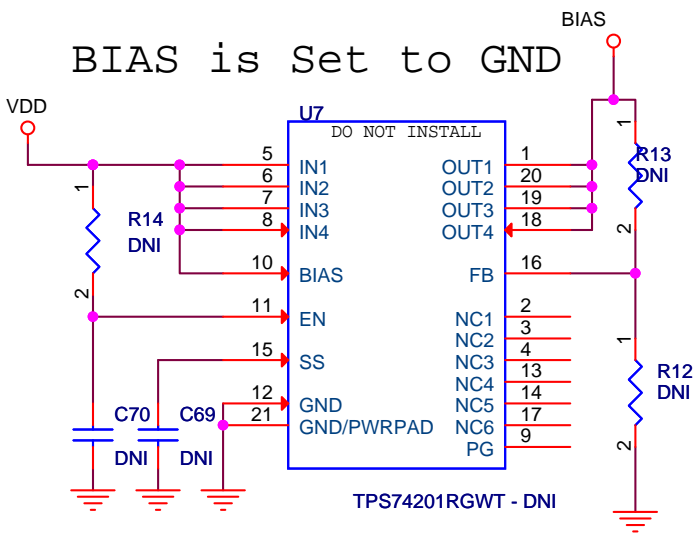 BIAS
BIAS is Set to GND
VDD
U7
DO NOT INSTALL
5 IN1 OUT1 1
6 IN2 OUT2 20
7 IN3 OUT3 19
8 IN4 OUT4 18
10 BIAS FB 16
11 EN NC1 2
NC2 3
15 SS NC3 4
NC4 13
12 GND NC5 14
21 GND/PWRPAD NC6 17
PG 9
TPS74201RGWT - DNI
1
R14
DNI
2
C70
DNI
C69
DNI
1
R13
DNI
2
1
R12
DNI
2